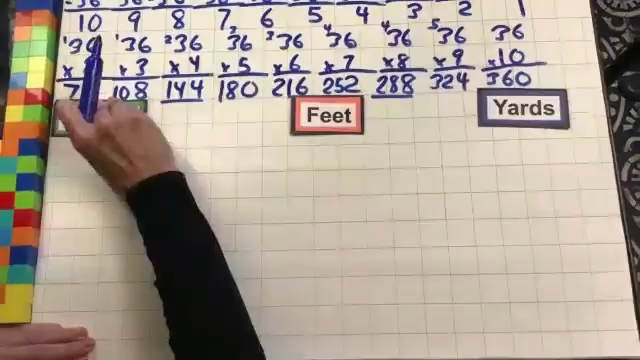 10 9 8 7 6 5 4 3 2 1
36 36 36 36 36 36 36 36 36
x x3 x4 x5 x6 x7 x8 x9 x10
7 108 144 180 216 252 288 324 360
Feet Yards